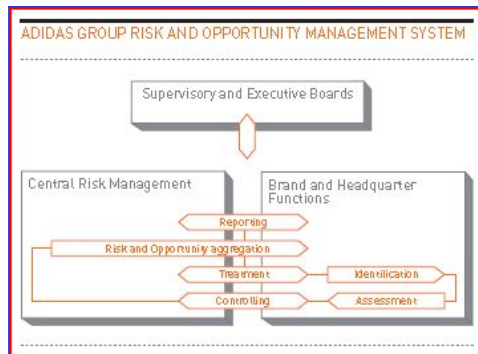 ADIDAS GROUP RISK AND OPPORTUNITY MANAGEMENT SYSTEM
Supervisory and Executive Boards
Central Risk Management
Brand and Headquarter
Functions
Reporting
Risk and Opportunity aggregation
Treatment
Identification
Controlling
Assessment